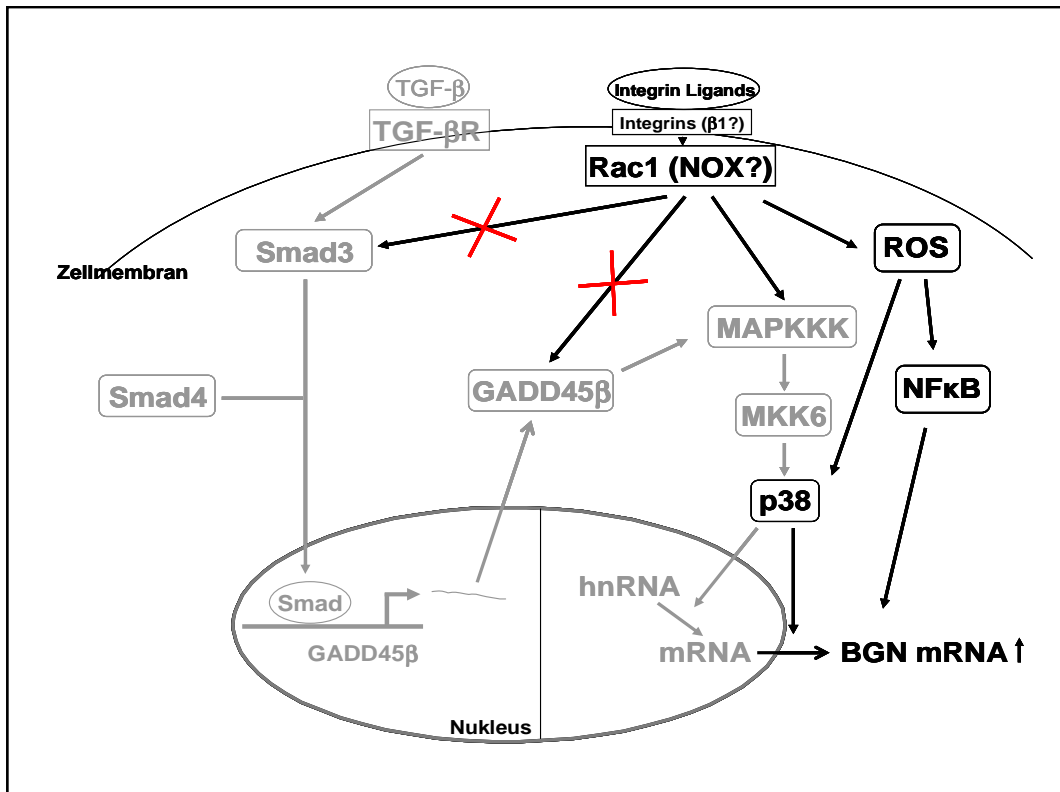 TGF-β
TGF-βR
Integrin Ligands
Integrins (β1?)
Rac1 (NOX?)
Smad3
ROS
Zellmembran
MAPKKK
Smad4
GADD45β
NFκB
MKK6
p38
Smad
GADD45β
hnRNA
mRNA
BGN mRNA ↑
Nukleus